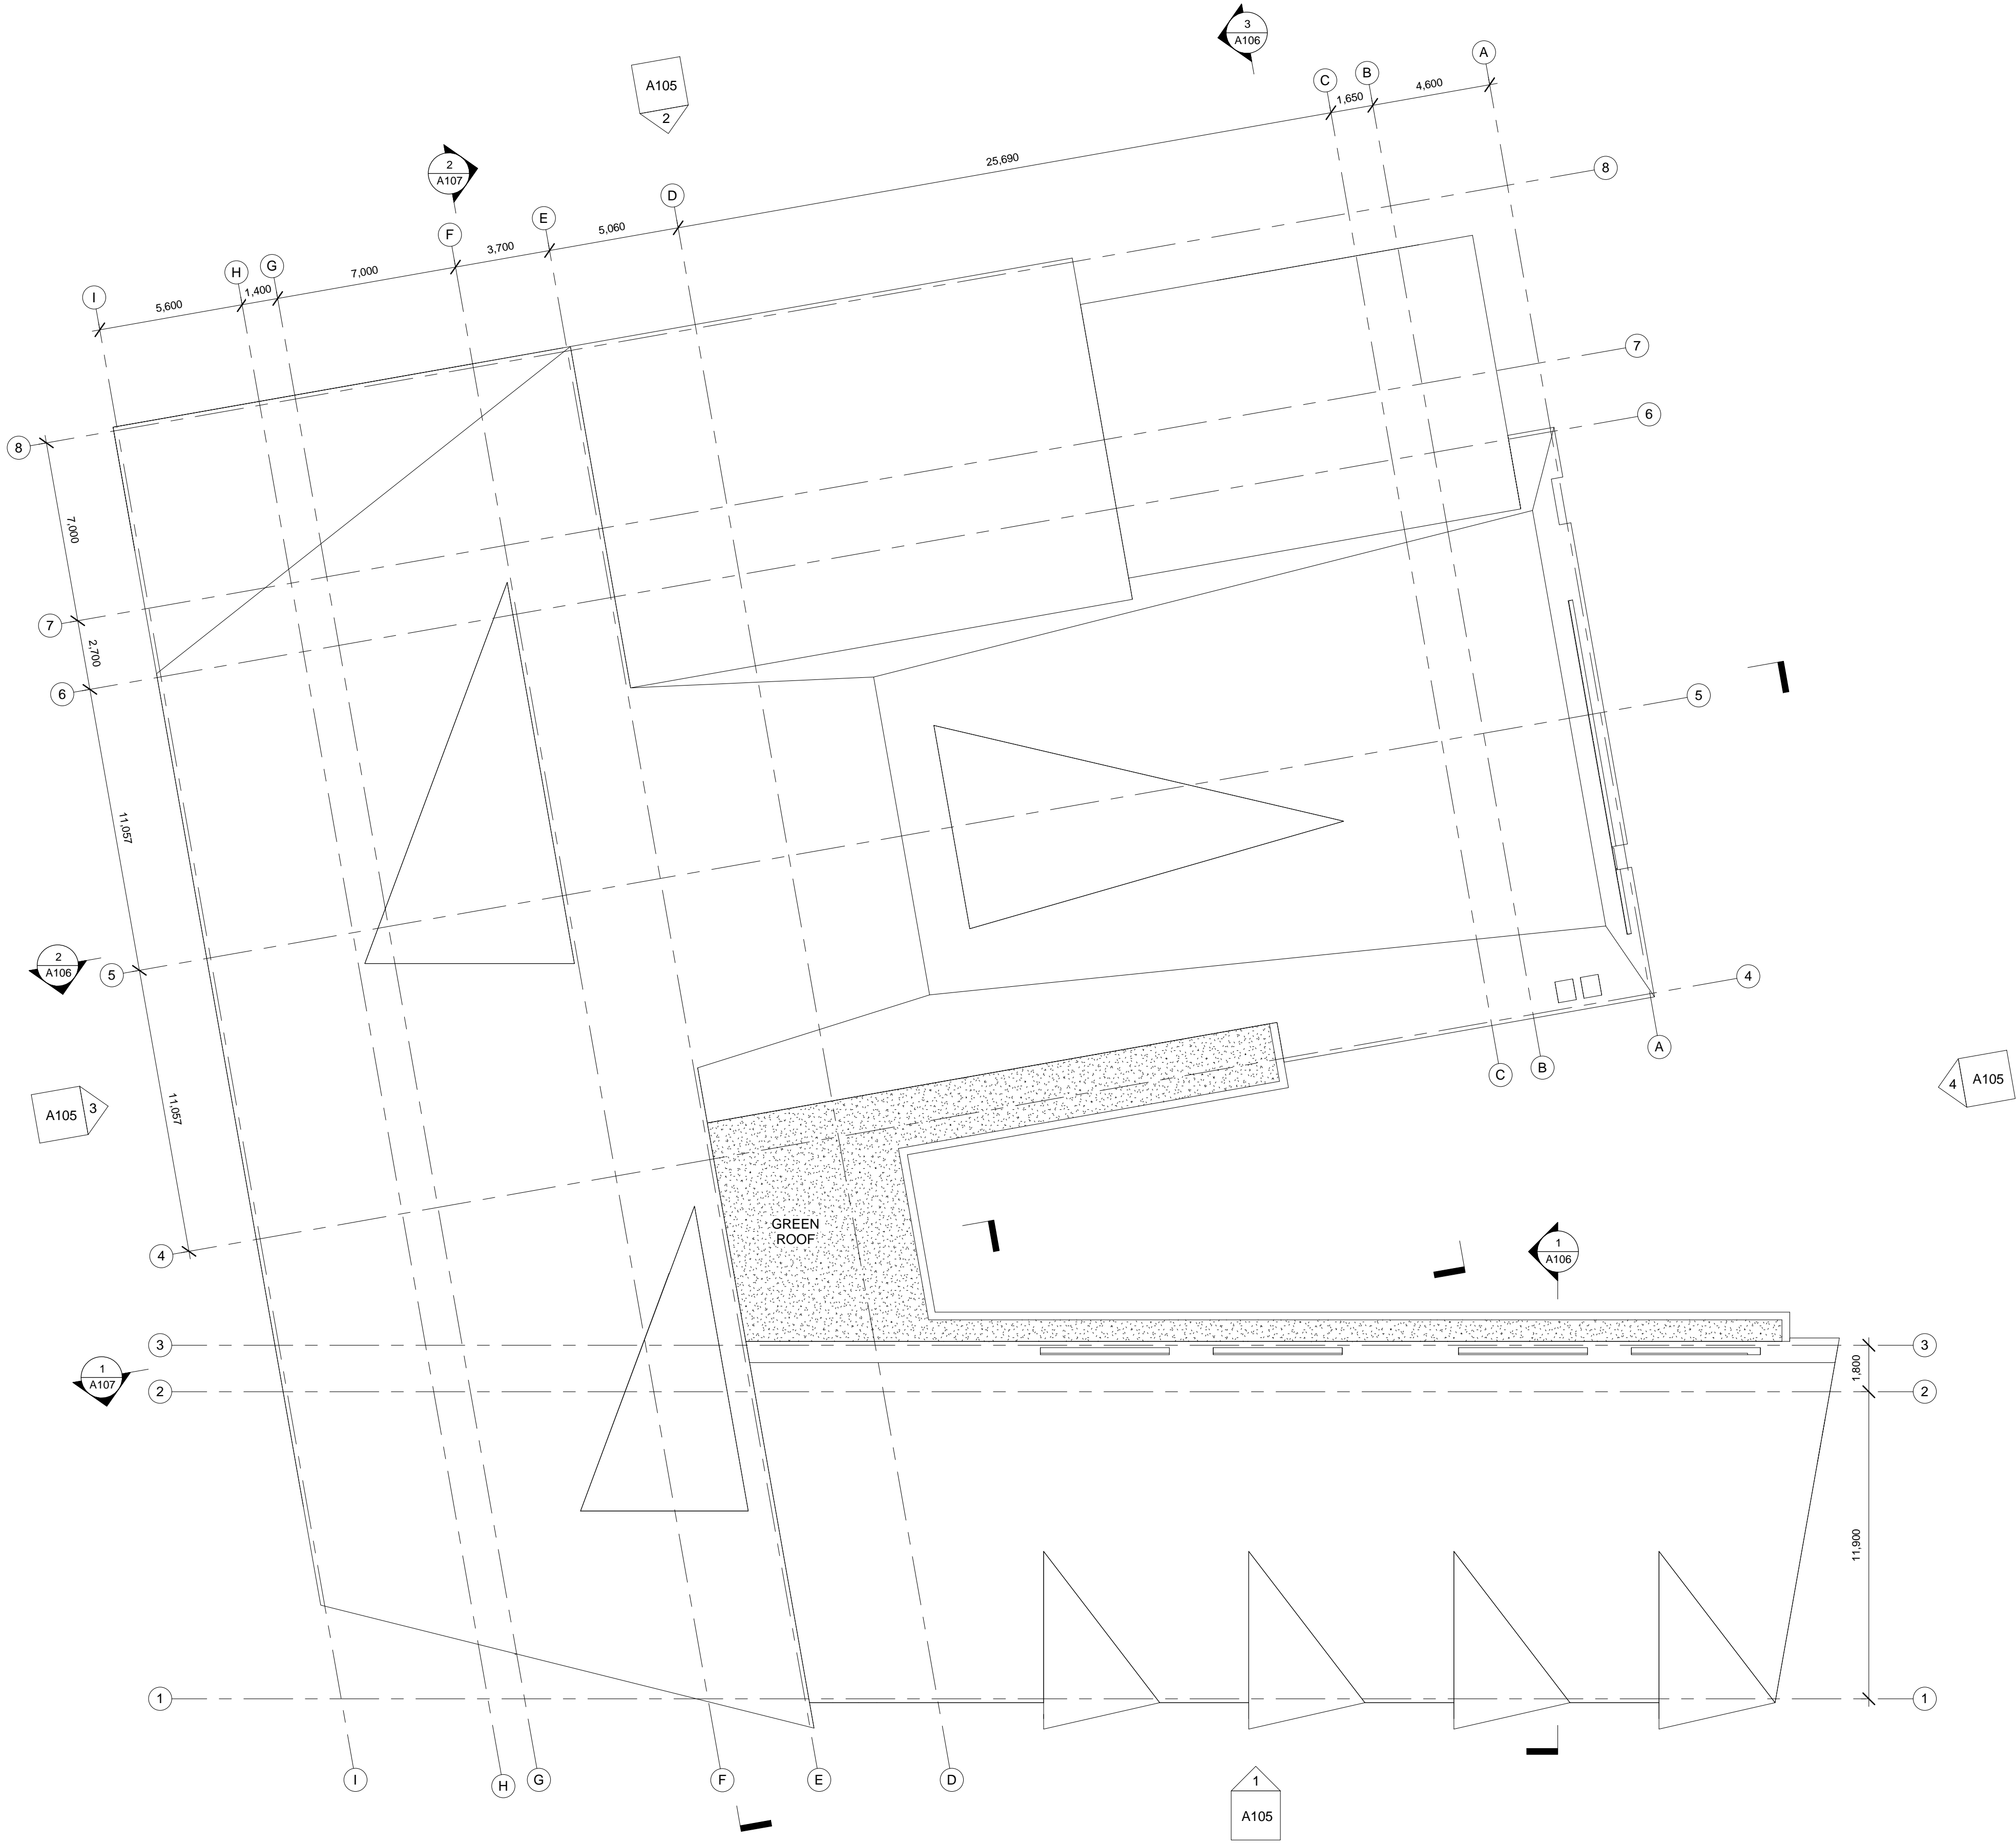 3
A106
A
B
C
4,600
1,650
A105
2
25,690
8
2
A107
D
E
F
5,060
3,700
7,000
G
H
1,400
5,600
I
7
6
8
7,000
7
2,700
6
5
11,057
2
A106
5
4
A
B
C
A105
3
11,057
4
A105
GREEN
ROOF
4
1
A106
3
3
1,800
1
A107
2
2
11,900
1
1
I
H
G
F
E
D
1
A105